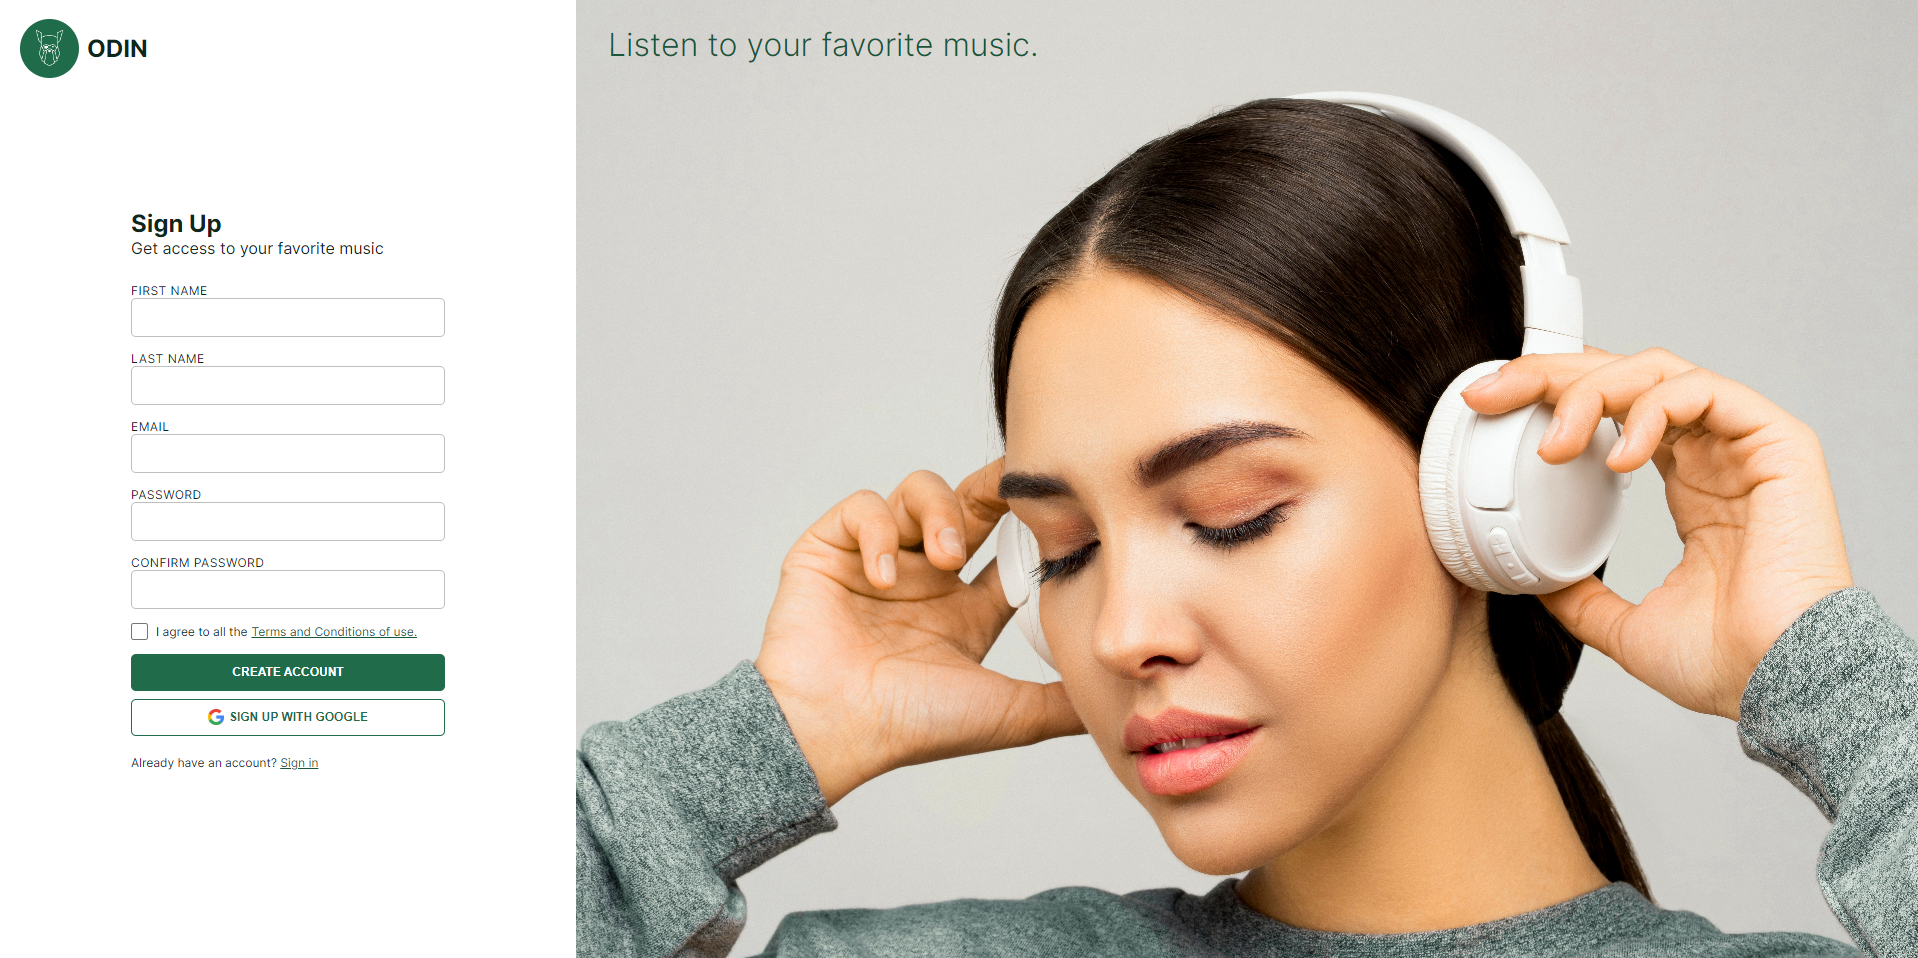 ODIN
Listen to your favorite music.
Sign Up
Get access to your favorite music
FIRST NAME
LAST NAME
EMAIL
PASSWORD
CONFIRM PASSWORD
I agree to all the Terms and Conditions of use.
CREATE ACCOUNT
SIGN UP WITH GOOGLE
Already have an account? Sign in